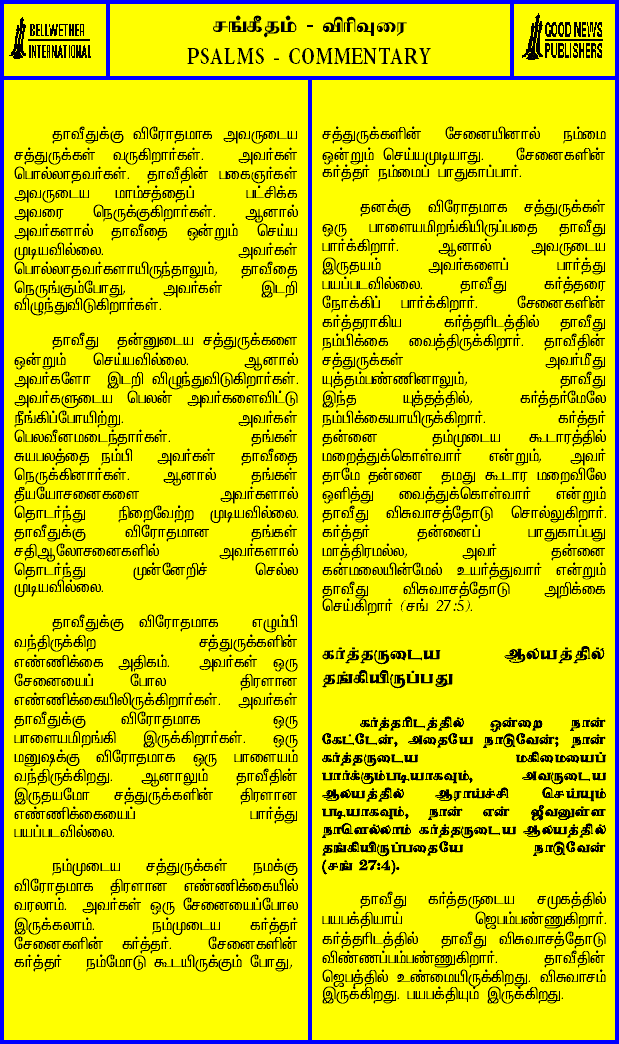 BELLWETHER
INTERNATIONAL
சங்கீதம் - விரிவுரை
PSALMS - COMMENTARY
GOOD NEWS
PUBLISHERS
தாவீதுக்கு விரோதமாக அவருடைய
சத்துருக்கள் வருகிறார்கள். அவர்கள்
பொல்லாதவர்கள். தாவீதின் பகைஞர்கள்
அவருடைய மாம்சத்தைப் பட்சிக்க
அவரை நெருக்குகிறார்கள். ஆனால்
அவர்களால் தாவீதை ஒன்றும் செய்ய
முடியவில்லை. அவர்கள்
பொல்லாதவர்களாயிருந்தாலும், தாவீதை
நெருங்கும்போது, அவர்கள் இடறி
விழுந்துவிடுகிறார்கள்.
தாவீது தன்னுடைய சத்துருக்களை
ஒன்றும் செய்யவில்லை. ஆனால்
அவர்களோ இடறி விழுந்துவிடுகிறார்கள்.
அவர்களுடைய பெலன் அவர்களைவிட்டு
நீங்கிப்போயிற்று. அவர்கள்
பெலவீனமடைந்தார்கள். தங்கள்
சுயபலத்தை நம்பி அவர்கள் தாவீதை
நெருக்கினார்கள். ஆனால் தங்கள்
தீயயோசனைகளை அவர்களால்
தொடர்ந்து நிறைவேற்ற முடியவில்லை.
தாவீதுக்கு விரோதமான தங்கள்
சதிஆலோசனைகளில் அவர்களால்
தொடர்ந்து முன்னேறிச் செல்ல
முடியவில்லை.
தாவீதுக்கு விரோதமாக எழும்பி
வந்திருக்கிற சத்துருக்களின்
எண்ணிக்கை அதிகம். அவர்கள் ஒரு
சேனையைப் போல திரளான
எண்ணிக்கையிலிருக்கிறார்கள். அவர்கள்
தாவீதுக்கு விரோதமாக ஒரு
பாளையமிறங்கி இருக்கிறார்கள். ஒரு
மனுஷக்கு விரோதமாக ஒரு பாளையம்
வந்திருக்கிறது. ஆனாலும் தாவீதின்
இருதயமோ சத்துருக்களின் திரளான
எண்ணிக்கையைப் பார்த்து
பயப்படவில்லை.
நம்முடைய சத்துருக்கள் நமக்கு
விரோதமாக திரளான எண்ணிக்கையில்
வரலாம். அவர்கள் ஒரு சேனையைப்போல
இருக்கலாம். நம்முடைய கர்த்தர்
சேனைகளின் கர்த்தர். சேனைகளின்
கர்த்தர் நம்மோடு கூடயிருக்கும் போது,
சத்துருக்களின் சேனையினால் நம்மை
ஒன்றும் செய்யமுடியாது. சேனைகளின்
கர்த்தர் நம்மைப் பாதுகாப்பார்.
தனக்கு விரோதமாக சத்துருக்கள்
ஒரு பாளையமிறங்கியிருப்பதை தாவீது
பார்க்கிறார். ஆனால் அவருடைய
இருதயம் அவர்களைப் பார்த்து
பயப்படவில்லை. தாவீது கர்த்தரை
நோக்கிப் பார்க்கிறார். சேனைகளின்
கர்த்தராகிய கர்த்தரிடத்தில் தாவீது
நம்பிக்கை வைத்திருக்கிறார். தாவீதின்
சத்துருக்கள் அவர்மீது
யுத்தம்பண்ணினாலும், தாவீது
இந்த யுத்தத்தில், கர்த்தர்மேலே
நம்பிக்கையாயிருக்கிறார். கர்த்தர்
தன்னை தம்முடைய கூடாரத்தில்
மறைத்துக்கொள்வார் என்றும், அவர்
தாமே தன்னை தமது கூடார மறைவிலே
ஒளித்து வைத்துக்கொள்வார் என்றும்
தாவீது விசுவாசத்தோடு சொல்லுகிறார்.
கர்த்தர் தன்னைப் பாதுகாப்பது
மாத்திரமல்ல, அவர் தன்னை
கன்மலையின்மேல் உயர்த்துவார் என்றும்
தாவீது விசுவாசத்தோடு அறிக்கை
செய்கிறார் (சங் 27:5).
கர்த்தருடைய ஆலயத்தில்
தங்கியிருப்பது
கர்த்தரிடத்தில் ஒன்றை நான்
கேட்டேன், அதையே நாடுவேன்; நான்
கர்த்தருடைய மகிமையைப்
பார்க்கும்படியாகவும், அவருடைய
ஆலயத்தில் ஆராய்ச்சி செய்யும்
படியாகவும், நான் என் ஜீவனுள்ள
நாளெல்லாம் கர்த்தருடைய ஆலயத்தில்
தங்கியிருப்பதையே நாடுவேன்
(சங் 27:4).
தாவீது கர்த்தருடைய சமுகத்தில்
பயபக்தியாய் ஜெபம்பண்ணுகிறார்.
கர்த்தரிடத்தில் தாவீது விசுவாசத்தோடு
விண்ணப்பம்பண்ணுகிறார். தாவீதின்
ஜெபத்தில் உண்மையிருக்கிறது. விசுவாசம்
இருக்கிறது. பயபக்தியும் இருக்கிறது.